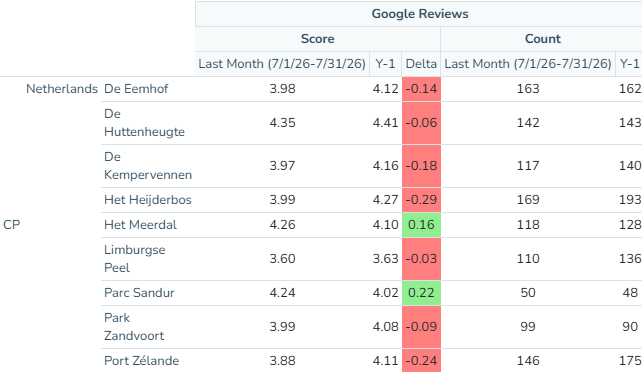 Google Reviews
Score Count
Last Month (7/1/26-7/31/26) Y-1 Delta Last Month (7/1/26-7/31/26) Y-1
Netherlands De Eemhof 3.98 4.12 -0.14 163 162
De
Huttenheugte 4.35 4.41 -0.06 142 143
De
Kempervennen 3.97 4.16 -0.18 117 140
Het Heijderbos 3.99 4.27 -0.29 169 193
CP Het Meerdal 4.26 4.10 0.16 118 128
Limburgse
Peel 3.60 3.63 -0.03 110 136
Parc Sandur 4.24 4.02 0.22 50 48
Park
Zandvoort 3.99 4.08 -0.09 99 90
Port Zélande 3.88 4.11 -0.24 146 175